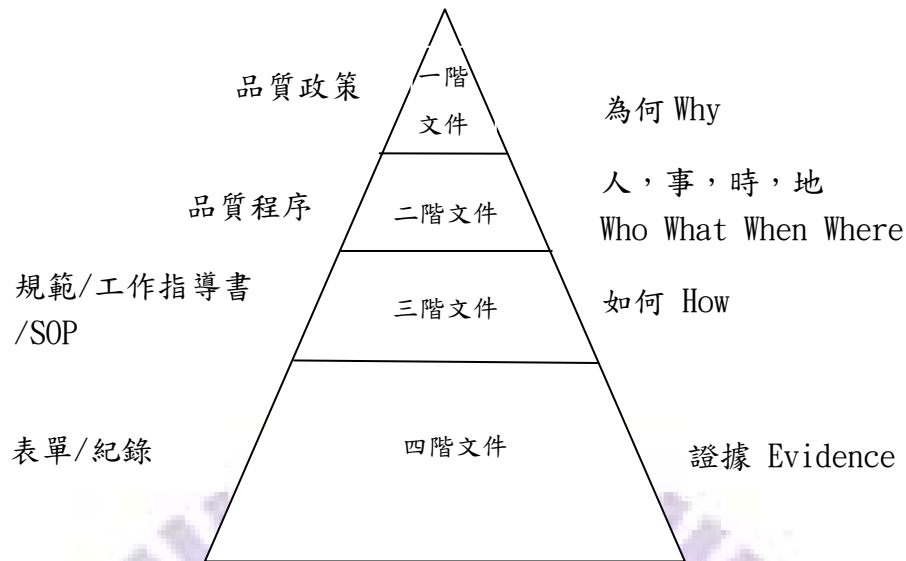 品質政策
一階
文件
為何 Why
品質程序
二階文件
人，事，時，地
Who What When Where
規範/工作指導書
/SOP
三階文件
如何 How
表單/紀錄
四階文件
證據 Evidence